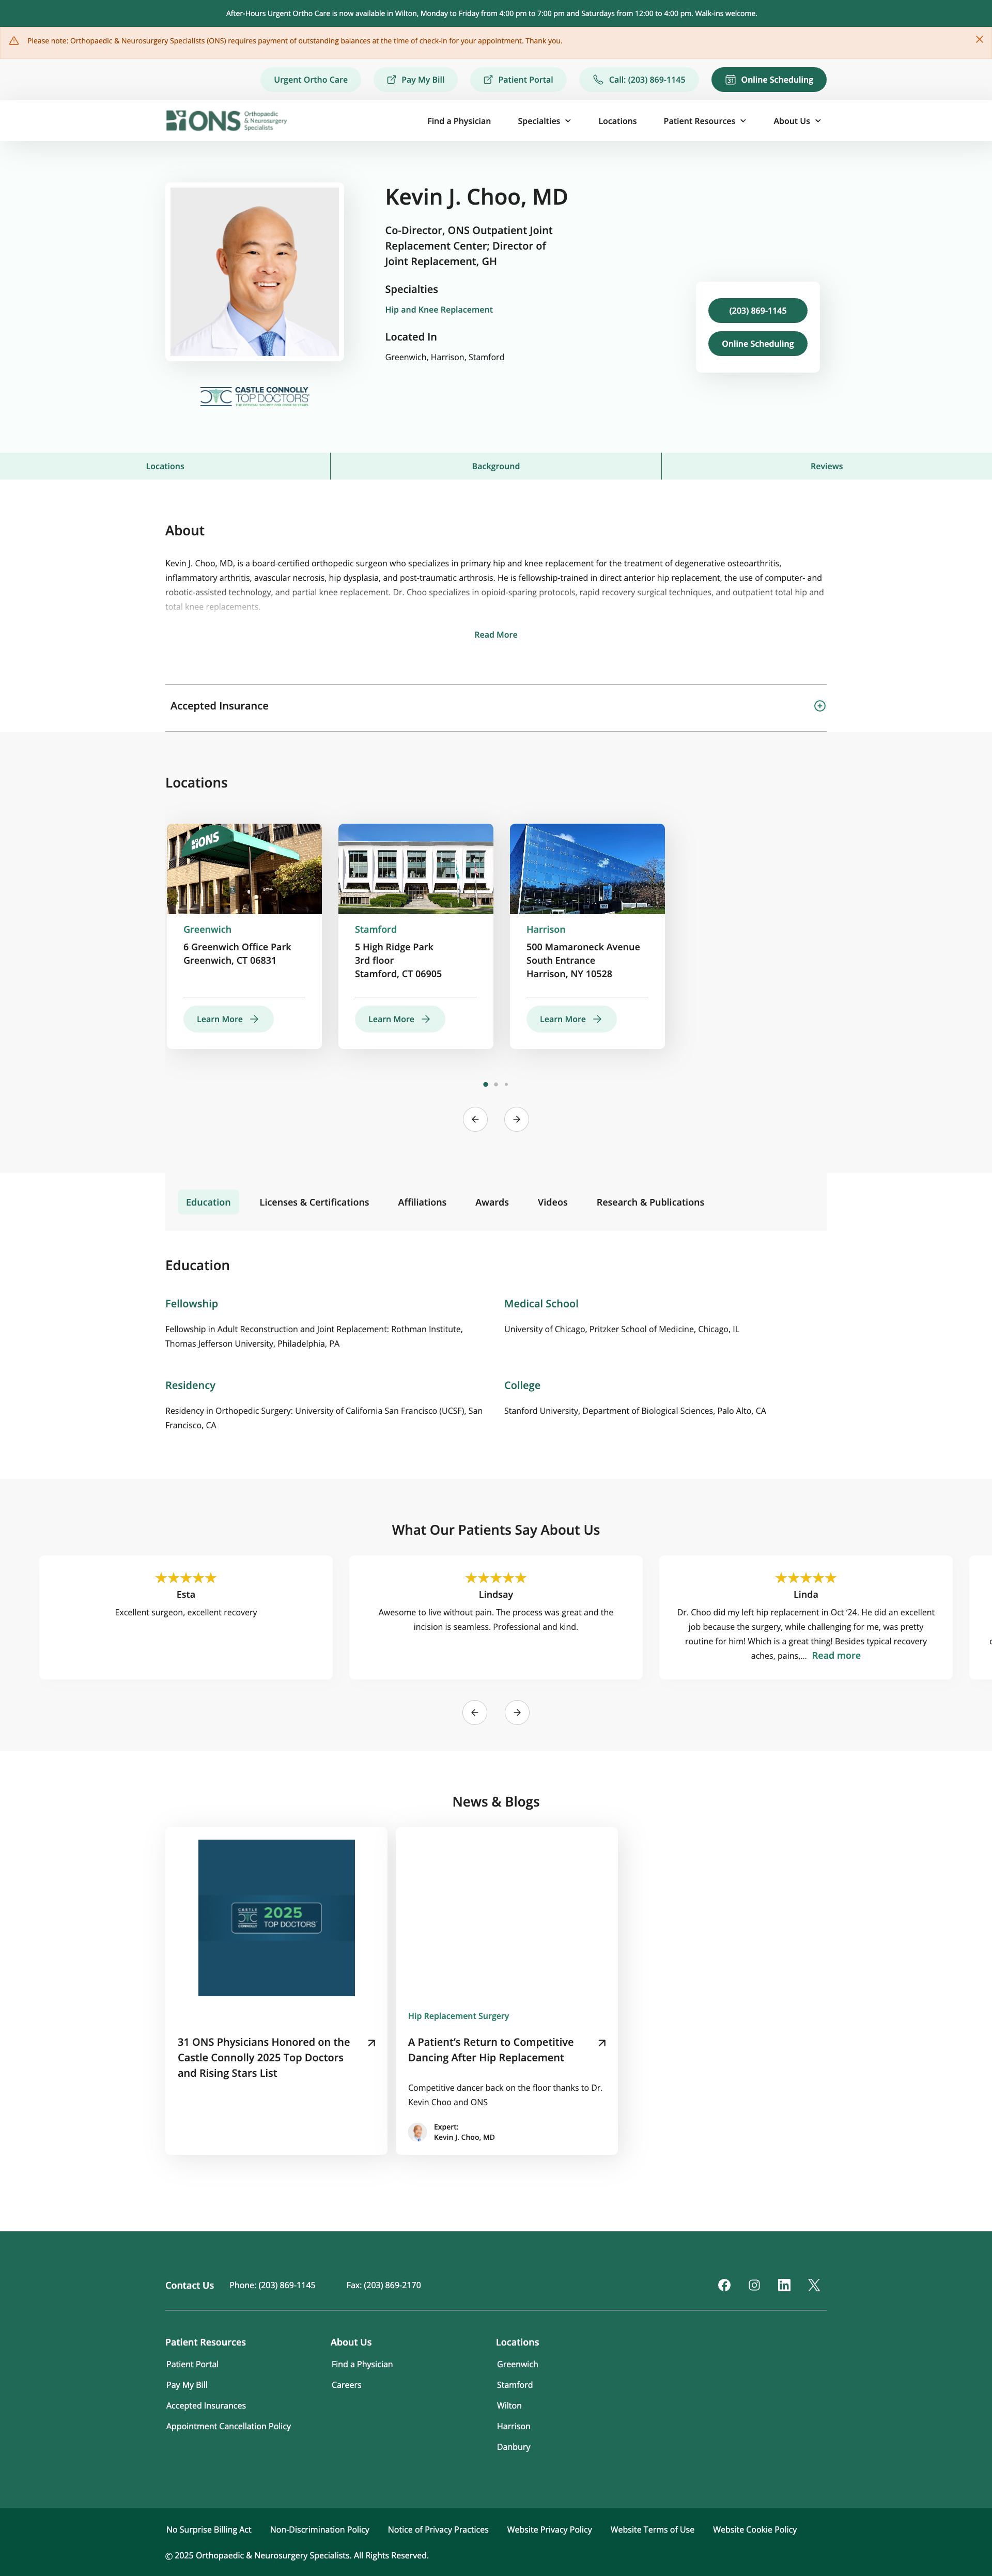 After-Hours Urgent Ortho Care is now available in Wilton, Monday to Friday from 4:00 pm to 7:00 pm and Saturdays from 12:00 to 4:00 pm. Walk-ins welcome.
Please note: Orthopaedic & Neurosurgery Specialists (ONS) requires payment of outstanding balances at the time of check-in for your appointment. Thank you.
Urgent Ortho Care
Pay My Bill
Patient Portal
Call: (203) 869-1145
Online Scheduling
ONS
Orthopaedic
& Neurosurgery
Specialists
Find a Physician
Specialties
Locations
Patient Resources
About Us
Kevin J. Choo, MD
Co-Director, ONS Outpatient Joint
Replacement Center; Director of
Joint Replacement, GH
Specialties
Hip and Knee Replacement
Located In
Greenwich, Harrison, Stamford
(203) 869-1145
Online Scheduling
CASTLE CONNOLLY
TOP DOCTORS
Locations
Background
Reviews
About
Kevin J. Choo, MD, is a board-certified orthopedic surgeon who specializes in primary hip and knee replacement for the treatment of degenerative osteoarthritis,
inflammatory arthritis, avascular necrosis, hip dysplasia, and post-traumatic arthrosis. He is fellowship-trained in direct anterior hip replacement, the use of computer- and
robotic-assisted technology, and partial knee replacement. Dr. Choo specializes in opioid-sparing protocols, rapid recovery surgical techniques, and outpatient total hip and
total knee replacements.
Read More
Accepted Insurance
Locations
ONS
Greenwich
6 Greenwich Office Park
Greenwich, CT 06831
Learn More
Stamford
5 High Ridge Park
3rd floor
Stamford, CT 06905
Learn More
Harrison
500 Mamaroneck Avenue
South Entrance
Harrison, NY 10528
Learn More
Education
Licenses & Certifications
Affiliations
Awards
Videos
Research & Publications
Education
Fellowship
Fellowship in Adult Reconstruction and Joint Replacement: Rothman Institute,
Thomas Jefferson University, Philadelphia, PA
Medical School
University of Chicago, Pritzker School of Medicine, Chicago, IL
Residency
Residency in Orthopedic Surgery: University of California San Francisco (UCSF), San
Francisco, CA
College
Stanford University, Department of Biological Sciences, Palo Alto, CA
What Our Patients Say About Us
Esta
Excellent surgeon, excellent recovery
Lindsay
Awesome to live without pain. The process was great and the
incision is seamless. Professional and kind.
Linda
Dr. Choo did my left hip replacement in Oct '24. He did an excellent
job because the surgery, while challenging for me, was pretty
routine for him! Which is a great thing! Besides typical recovery
aches, pains,... Read more
News & Blogs
CASTLE
CONNOLLY
2025
TOP DOCTORS
31 ONS Physicians Honored on the
Castle Connolly 2025 Top Doctors
and Rising Stars List
Hip Replacement Surgery
A Patient's Return to Competitive
Dancing After Hip Replacement
Competitive dancer back on the floor thanks to Dr.
Kevin Choo and ONS
Expert:
Kevin J. Choo, MD
Contact Us
Phone: (203) 869-1145
Fax: (203) 869-2170
Patient Resources
Patient Portal
Pay My Bill
Accepted Insurances
Appointment Cancellation Policy
About Us
Find a Physician
Careers
Locations
Greenwich
Stamford
Wilton
Harrison
Danbury
No Surprise Billing Act
Non-Discrimination Policy
Notice of Privacy Practices
Website Privacy Policy
Website Terms of Use
Website Cookie Policy
© 2025 Orthopaedic & Neurosurgery Specialists. All Rights Reserved.